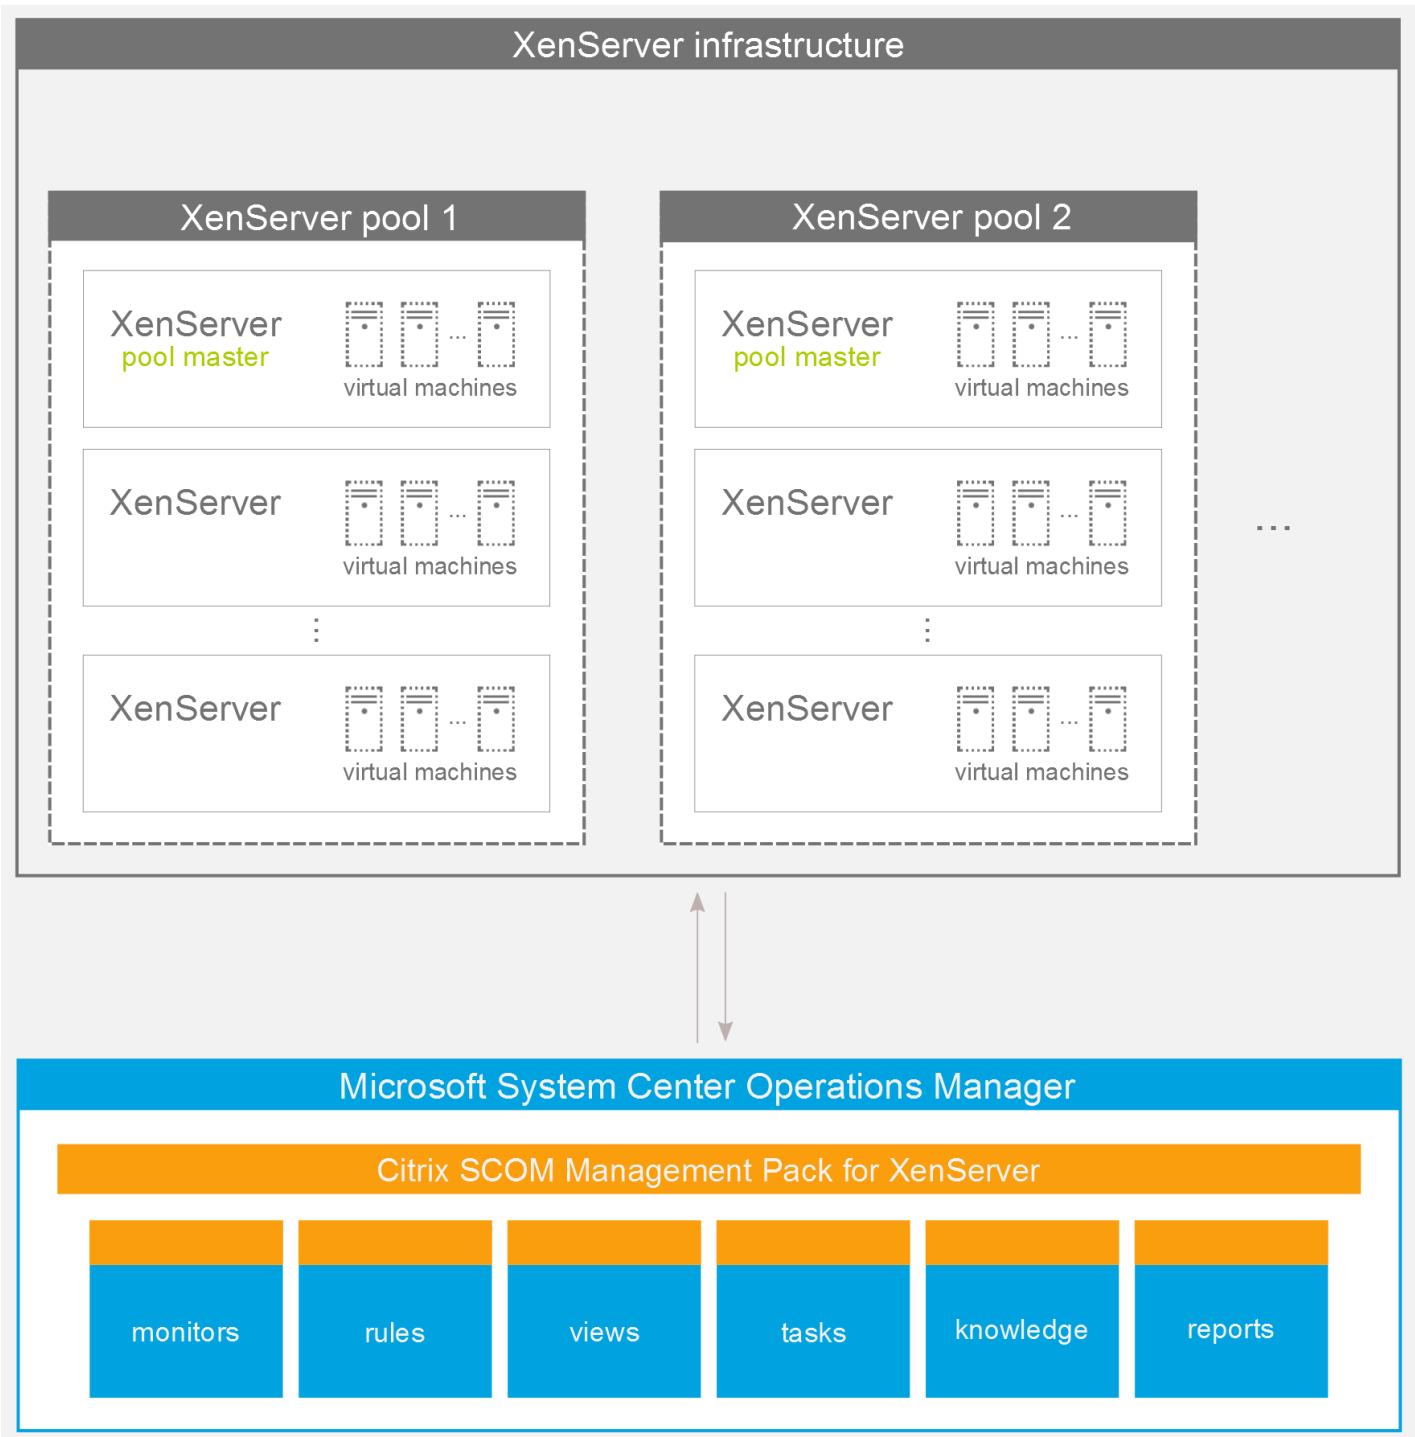 XenServer infrastructure
XenServer pool 1
XenServer
pool master
...
virtual machines
XenServer
...
virtual machines
...
XenServer
...
virtual machines
XenServer pool 2
XenServer
pool master
...
virtual machines
XenServer
...
virtual machines
...
XenServer
...
virtual machines
...
Microsoft System Center Operations Manager
Citrix SCOM Management Pack for XenServer
monitors
rules
views
tasks
knowledge
reports